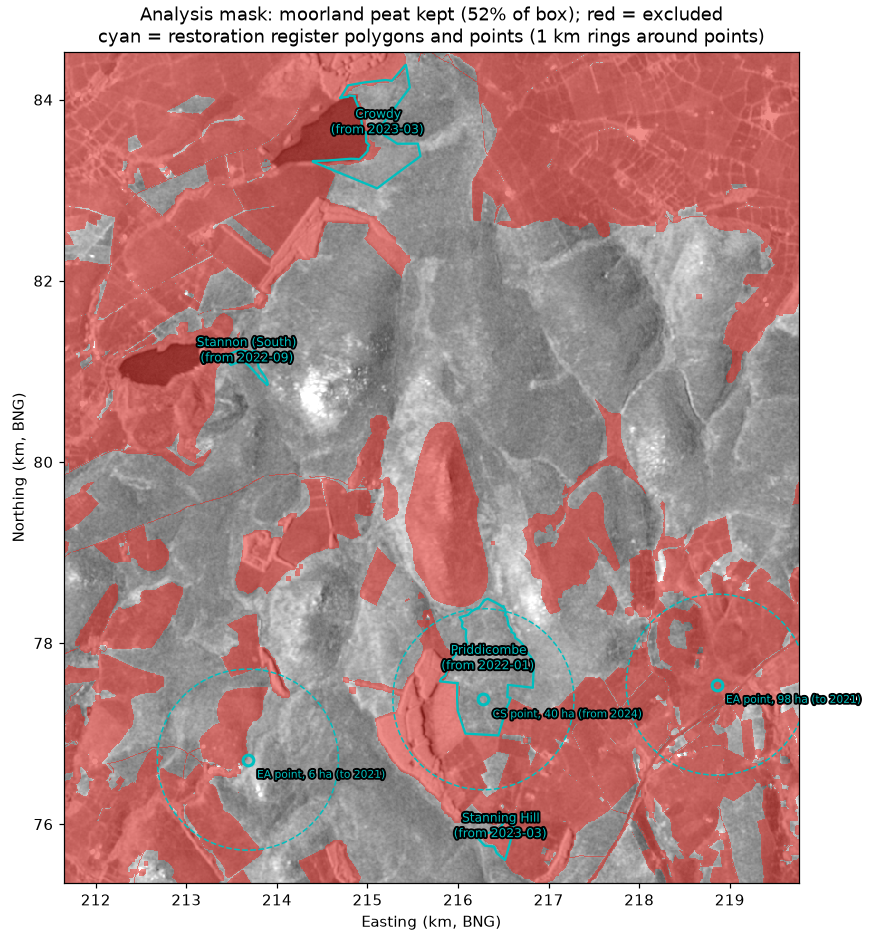 Analysis mask: moorland peat kept (52% of box); red = excluded
cyan = restoration register polygons and points (1 km rings around points)
84
Crowdy
(from 2023-03)
82
Stannon (South)
(from 2022-09)
80
Northing (km, BNG)
78
Priddicombe
(from 2022-01)
EA point, 98 ha (to 2021)
CS point, 40 ha (from 2024)
EA point, 6 ha (to 2021)
Stanning Hill
(from 2023-03)
76
212
213
214
215
216
217
218
219
Easting (km, BNG)